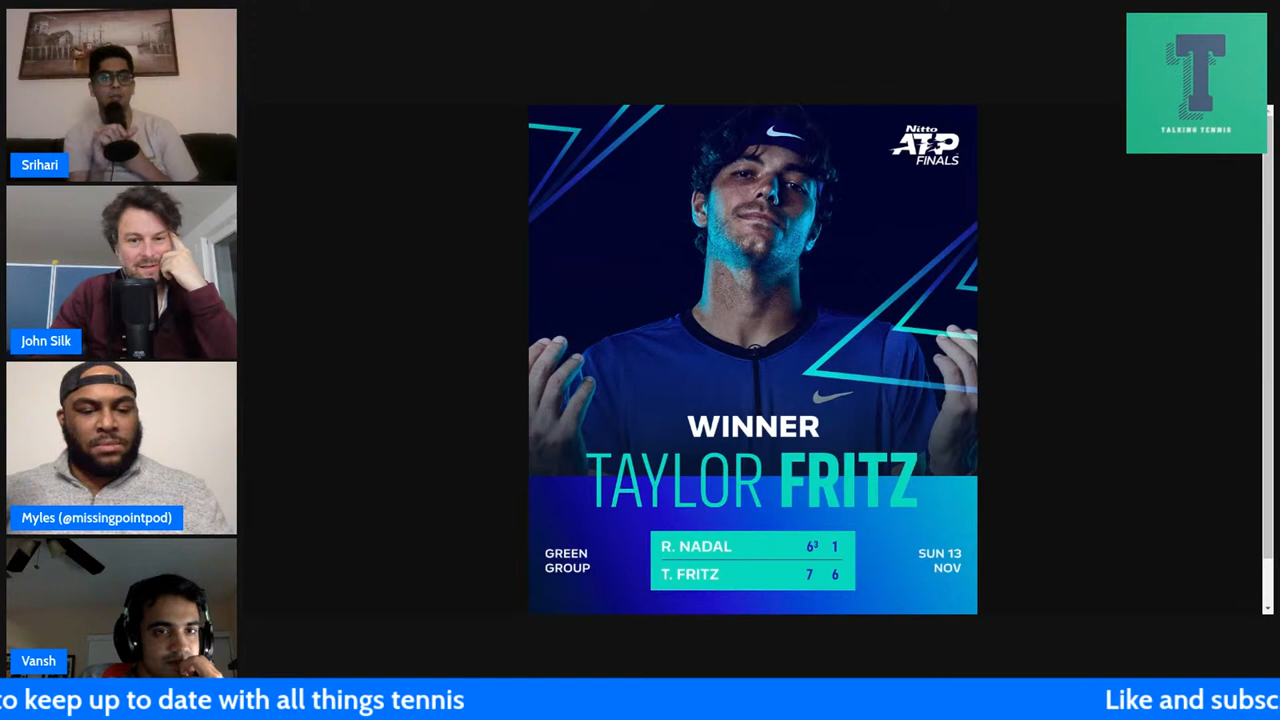 Srihari
John Silk
Myles (@missingpointpod)
Vansh
T
TALKING TENNIS
Nitto
ATP
FINALS
WINNER
TAYLOR FRITZ
GREEN
GROUP
R. NADAL 6³ 1
T. FRITZ 7 6
SUN 13
NOV
to keep up to date with all things tennis
Like and subsc